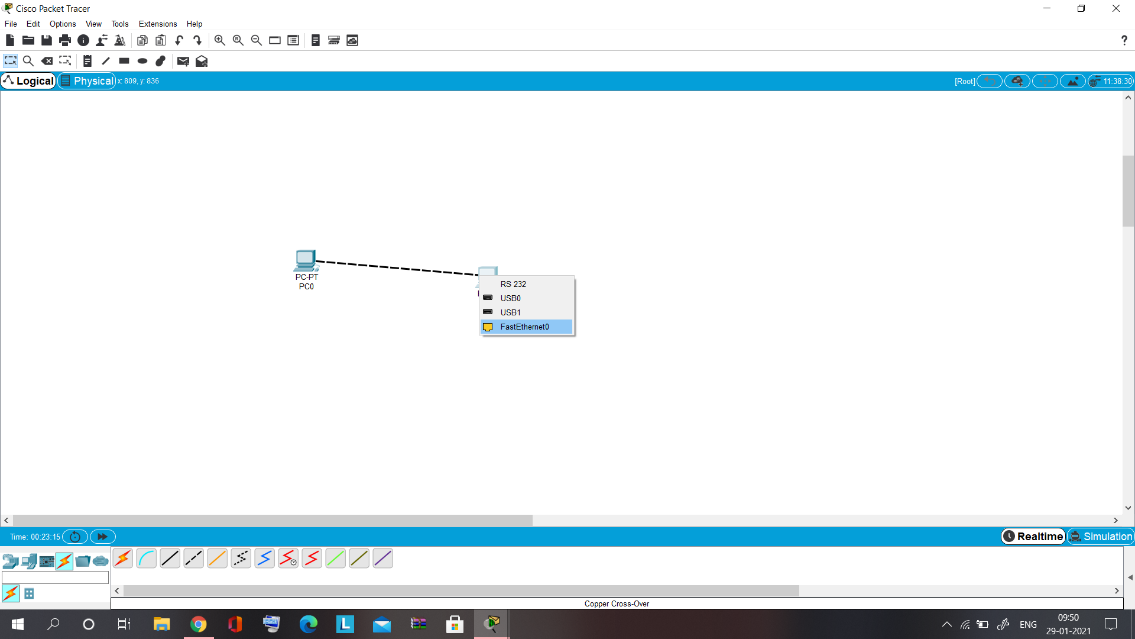 Cisco Packet Tracer
File Edit Options View Tools Extensions Help
?
Logical Physical x: 809, y: 836 [Root] 11:38:30
PC-PT
PC0
RS 232
USB0
USB1
FastEthernet0
Time: 00:23:15 Realtime Simulation
Copper Cross-Over
L ENG 09:50
29-01-2021